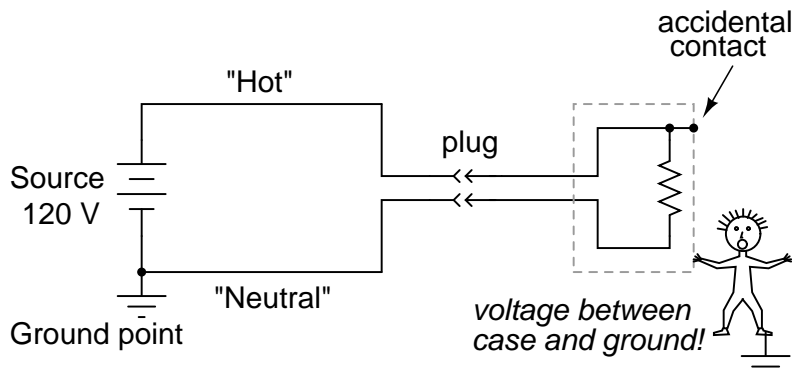 accidental
contact
"Hot"
plug
Source
120 V
"Neutral"
voltage between
case and ground!
Ground point